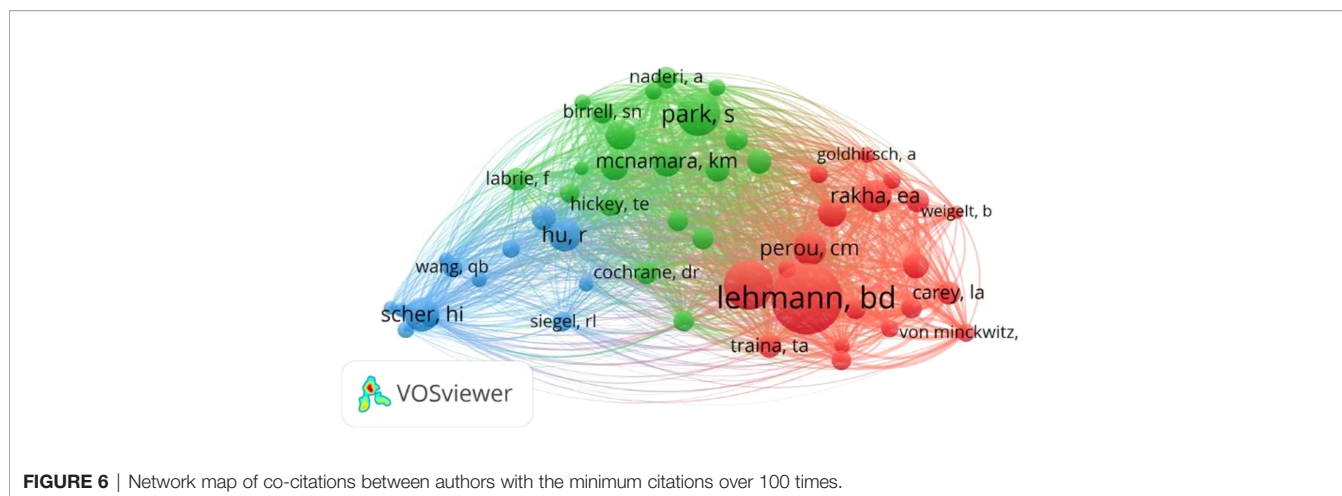 naderi, a
birrell, sn
park, s
goldhirsch, a
mcnamara, km
labrie, f
rakha, ea
hickey, te
weigelt, b
hu, r
perou, cm
wang, qb
cochrane, dr
lehmann, bd
carey, la
scher, hi
siegel, rl
von minckwitz,
traina, ta
VOSviewer
FIGURE 6 | Network map of co-citations between authors with the minimum citations over 100 times.